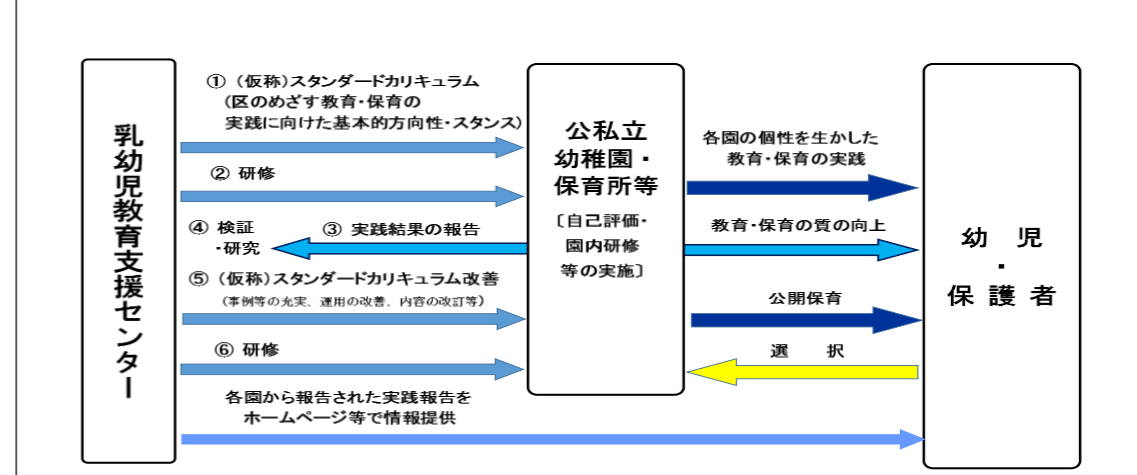 乳幼児教育支援センター
① (仮称)スタンダードカリキュラム
(区のめざす教育・保育の
実践に向けた基本的方向性・スタンス)
② 研修
④ 検証
・研究
③ 実践結果の報告
⑤ (仮称)スタンダードカリキュラム改善
(事例等の充実、運用の改善、内容の改訂等)
⑥ 研修
各園から報告された実践報告を
ホームページ等で情報提供
公私立
幼稚園・
保育所等
〔自己評価・
園内研修
等の実施〕
各園の個性を生かした
教育・保育の実践
教育・保育の質の向上
公開保育
選 択
幼 児
・
保 護 者